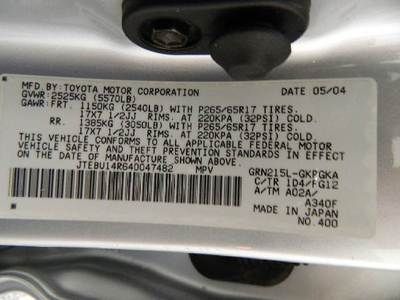 MFD. BY: TOYOTA MOTOR CORPORATION DATE 05/04
GVWR: 2525KG (5570LB)
GAWR: FRT. 1150KG (2540LB) WITH P265/65R17 TIRES.
17X7 1/2JJ RIMS. AT 220KPA (32PSI) COLD.
RR. 1385KG (3050LB) WITH P265/65R17 TIRES.
17X7 1/2JJ RIMS. AT 220KPA (32PSI) COLD.
THIS VEHICLE CONFORMS TO ALL APPLICABLE FEDERAL MOTOR
VEHICLE SAFETY AND THEFT PREVENTION STANDARDS IN EFFECT
ON THE DATE OF MANUFACTURE SHOWN ABOVE.
JTEBU14R640047482 MPV GRN215L-GKPGKA
C/TR 1D4/FG12
A/TM A02A/
A340F
MADE IN JAPAN
NO. 400